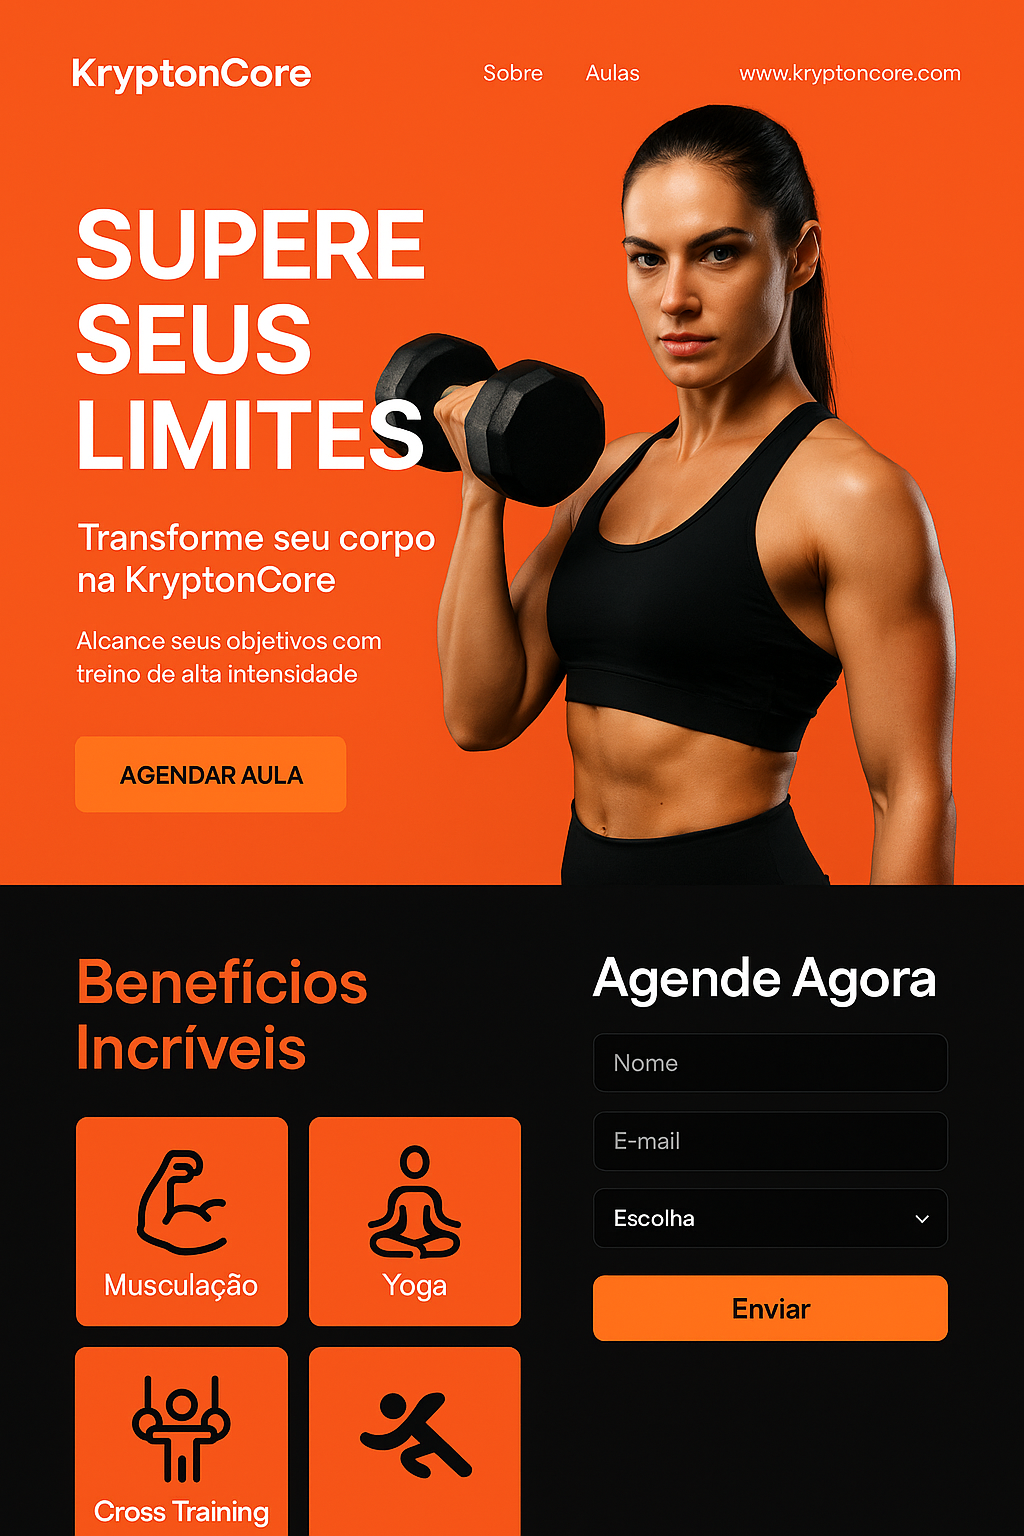 KryptonCore
Sobre
Aulas
www.kryptoncore.com
SUPERE
SEUS
LIMITES
Transforme seu corpo
na KryptonCore
Alcance seus objetivos com
treino de alta intensidade
AGENDAR AULA
Benefícios
Incríveis
Musculação
Yoga
Cross Training
Agende Agora
Nome
E-mail
Escolha
Enviar